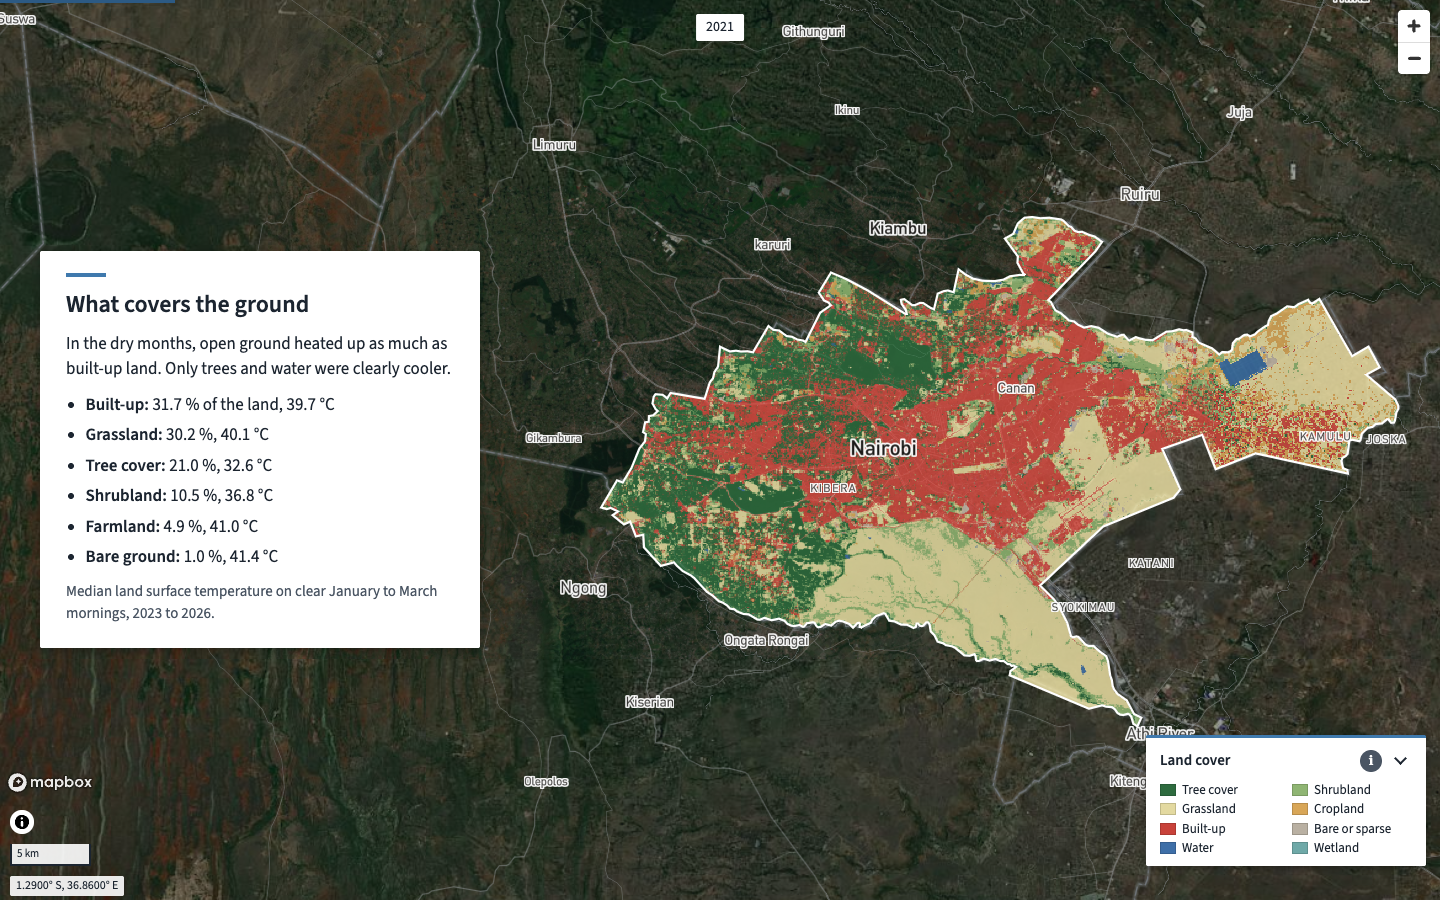 Suswa
2021
Githunguri
Ikinu
Juja
Limuru
Ruiru
Kiambu
karuri
What covers the ground
In the dry months, open ground heated up as much as
built-up land. Only trees and water were clearly cooler.
• Built-up: 31.7 % of the land, 39.7 °C
• Grassland: 30.2 %, 40.1 °C
• Tree cover: 21.0 %, 32.6 °C
• Shrubland: 10.5 %, 36.8 °C
• Farmland: 4.9 %, 41.0 °C
• Bare ground: 1.0 %, 41.4 °C
Median land surface temperature on clear January to March
mornings, 2023 to 2026.
Canan
Gikambura
Nairobi
KAMULU
JOSKA
KIBERA
KATANI
Ngong
SYOKIMAU
Ongata Rongai
Kiserian
Athi River
Olepolos
Kiteng
mapbox
5 km
1.2900° S, 36.8600° E
Land cover
Tree cover
Shrubland
Grassland
Cropland
Built-up
Bare or sparse
Water
Wetland